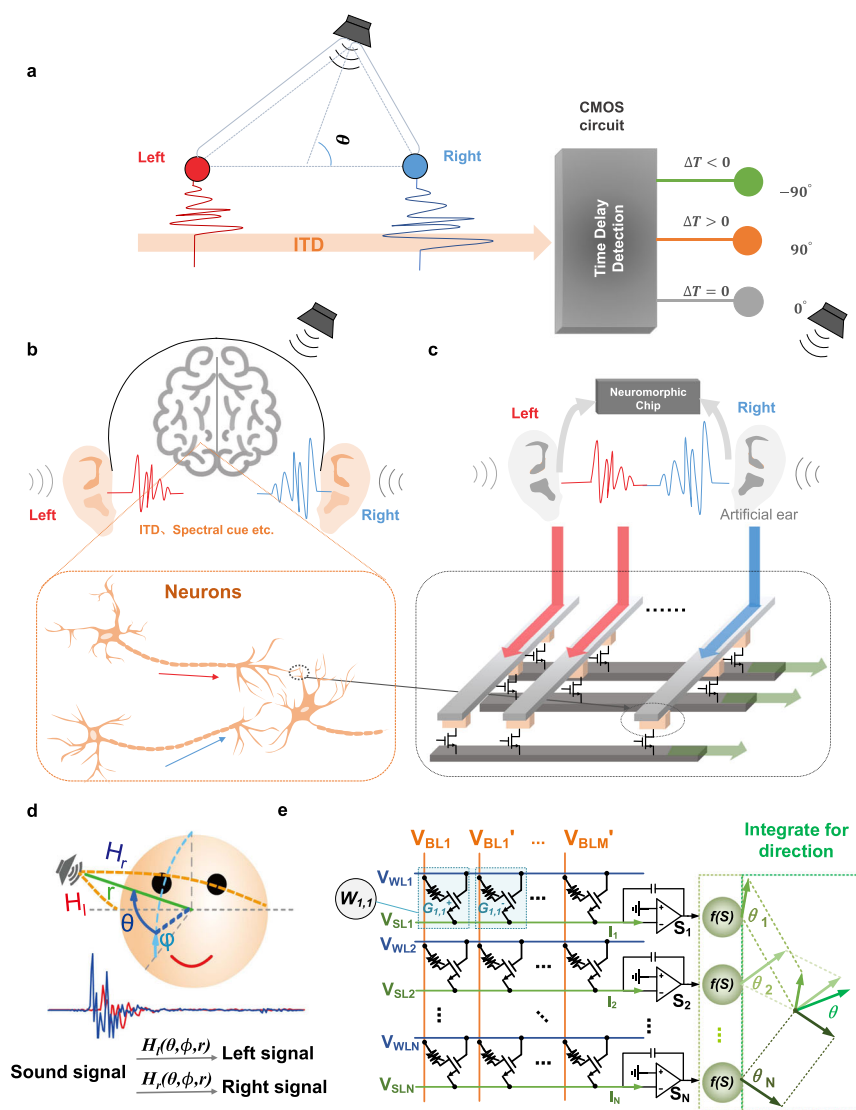 a
θ
Left
Right
ITD
CMOS
circuit
Time Delay
Detection
ΔT < 0
−90°
ΔT > 0
90°
ΔT = 0
0°
b
Left
Right
ITD、Spectral cue etc.
Neurons
c
Neuromorphic
Chip
Left
Right
Artificial ear
......
d
H_r
r
H_l
θ
φ
Sound signal
H_l(θ,ϕ,r)
Left signal
H_r(θ,ϕ,r)
Right signal
e
V_BL1 V_BL1' ... V_BLM'
Integrate for
direction
V_WL1
W_1,1
G_1,1^+ G_1,1^-
...
V_SL1
I_1
+
-
S_1
f(S)
θ_1
V_WL2
...
V_SL2
I_2
+
-
S_2
f(S)
θ_2
θ
... ... ... ...
V_WLN
...
V_SLN
I_N
+
-
S_N
f(S)
θ_N